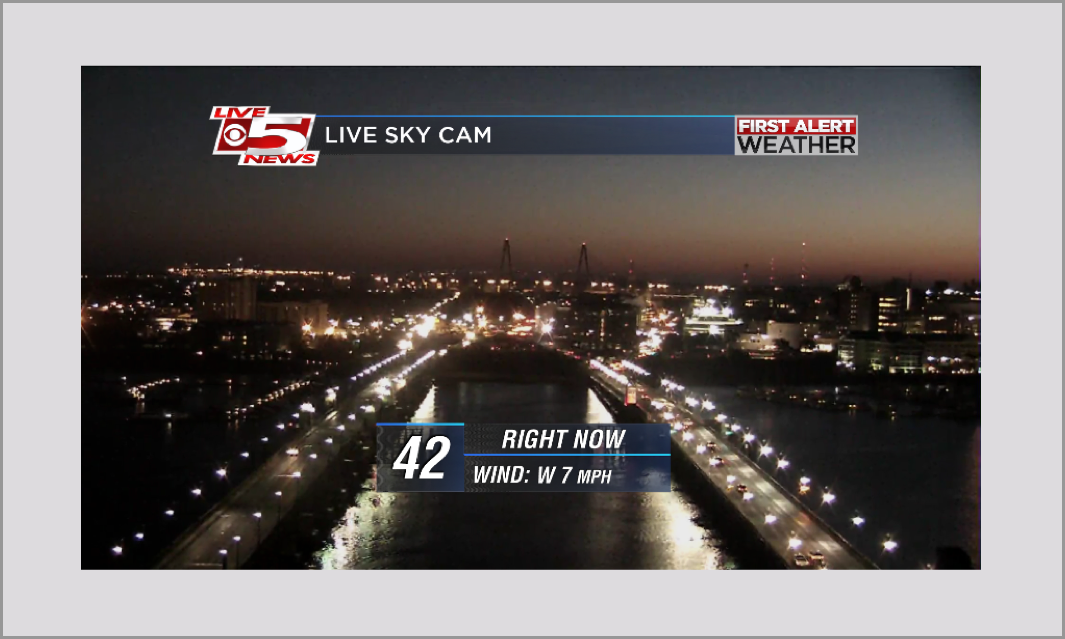 LIVE
5
NEWS
LIVE SKY CAM
FIRST ALERT
WEATHER
42
RIGHT NOW
WIND: W 7 MPH